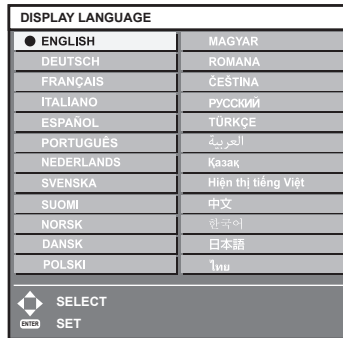 DISPLAY LANGUAGE
ENGLISH
DEUTSCH
FRANÇAIS
ITALIANO
ESPAÑOL
PORTUGUÊS
NEDERLANDS
SVENSKA
SUOMI
NORSK
DANSK
POLSKI
MAGYAR
ROMANA
ČEŠTINA
РУССКИЙ
TÜRKÇE
العربية
Қазақ
Hiện thị tiếng Việt
中文
한국어
日本語
ไทย
SELECT
ENTER SET